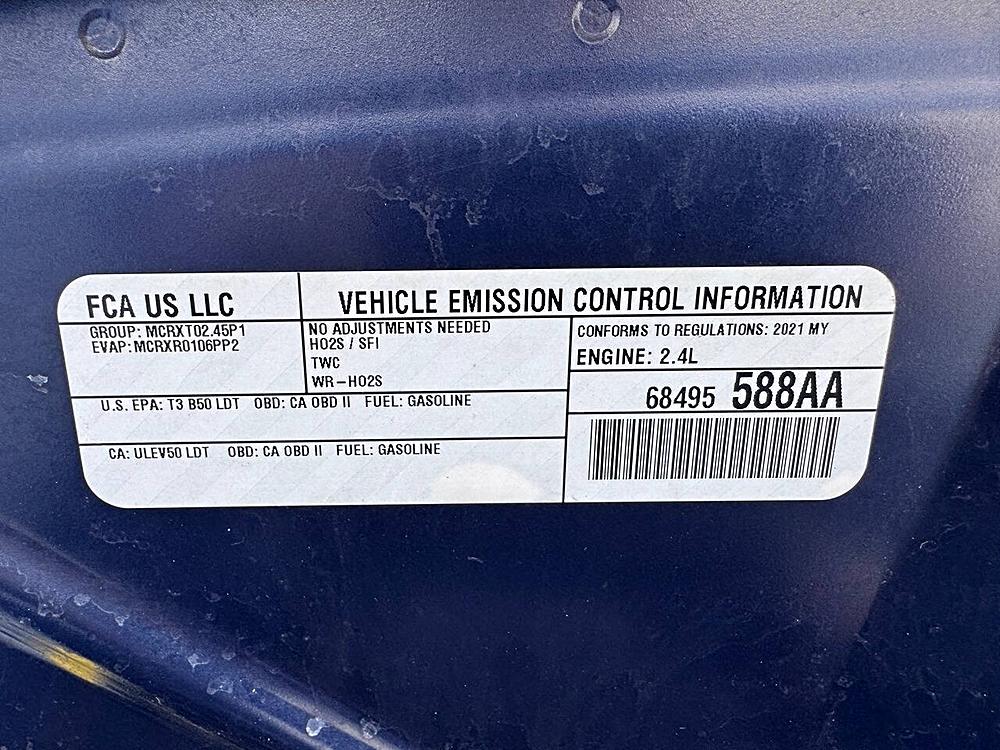 FCA US LLC
VEHICLE EMISSION CONTROL INFORMATION
GROUP: MCRXT02.45P1
EVAP: MCRXR0106PP2
NO ADJUSTMENTS NEEDED
HO2S / SFI
TWC
WR-HO2S
CONFORMS TO REGULATIONS: 2021 MY
ENGINE: 2.4L
68495 588AA
U.S. EPA: T3 B50 LDT OBD: CA OBD II FUEL: GASOLINE
CA: ULEV50 LDT OBD: CA OBD II FUEL: GASOLINE